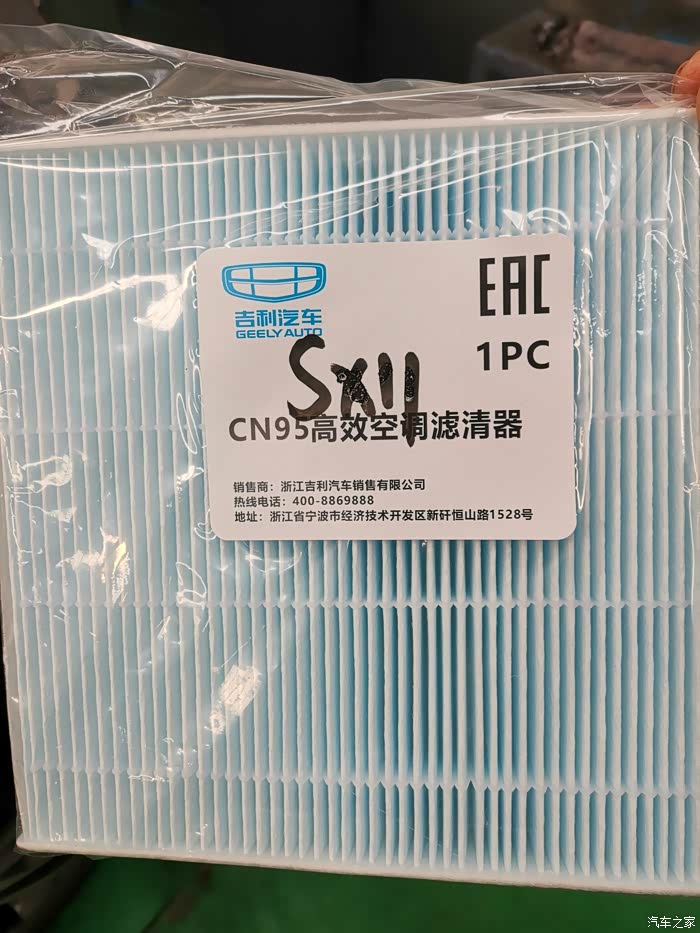 EAC
吉利汽车
GEELY AUTO
1PC
SX11
CN95高效空调滤清器
销售商：浙江吉利汽车销售有限公司
热线电话：400-8869888
地址：浙江省宁波市经济技术开发区新矸恒山路1528号
汽车之家